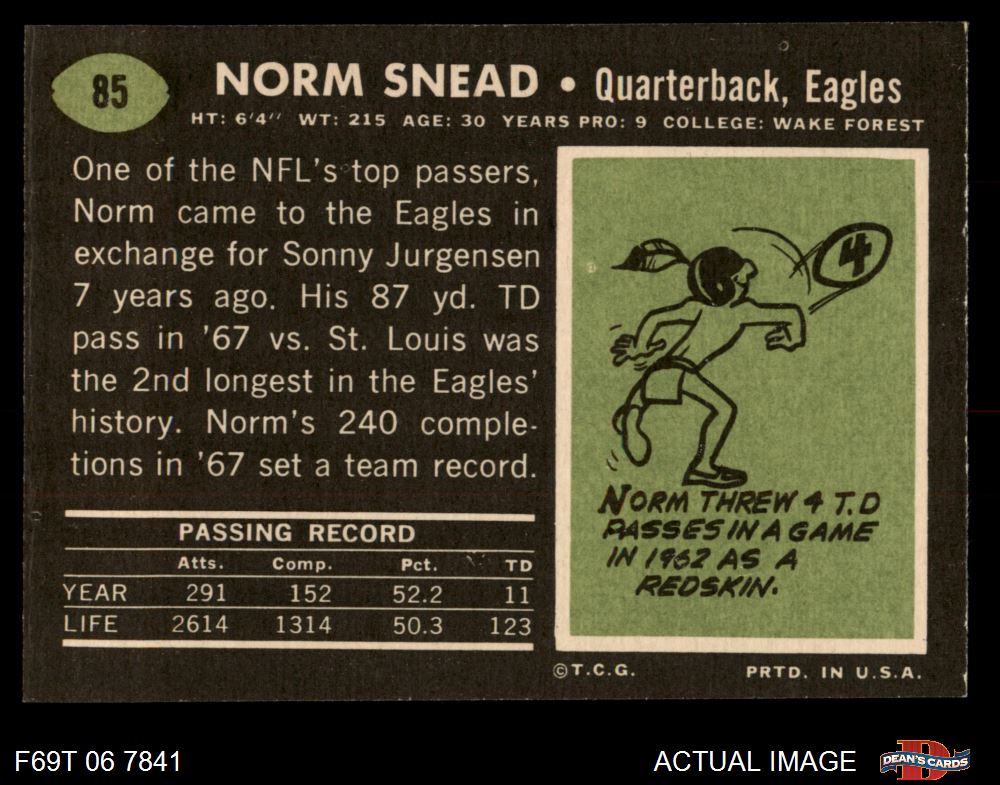 85
NORM SNEAD • Quarterback, Eagles
HT: 6'4" WT: 215 AGE: 30 YEARS PRO: 9 COLLEGE: WAKE FOREST
One of the NFL's top passers,
Norm came to the Eagles in
exchange for Sonny Jurgensen
7 years ago. His 87 yd. TD
pass in '67 vs. St. Louis was
the 2nd longest in the Eagles'
history. Norm's 240 comple-
tions in '67 set a team record.
PASSING RECORD
Atts. Comp. Pct. TD
YEAR 291 152 52.2 11
LIFE 2614 1314 50.3 123
4
NORM THREW 4 T.D
PASSES IN A GAME
IN 1962 AS A
REDSKIN.
©T.C.G. PRTD. IN U.S.A.
F69T 06 7841
ACTUAL IMAGE
D
DEAN'S CARDS